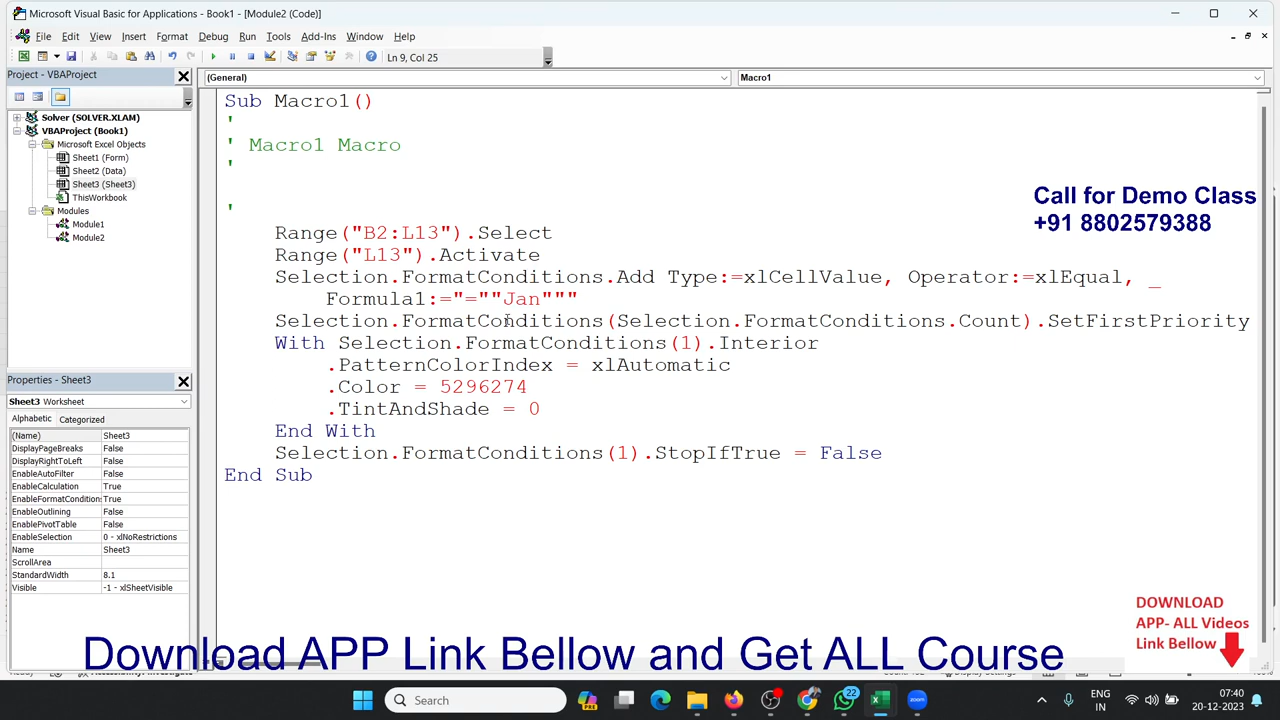 Microsoft Visual Basic for Applications - Book1 - [Module2 (Code)]
File Edit View Insert Format Debug Run Tools Add-Ins Window Help
Ln 9, Col 25
Project - VBAProject
(General)
Macro1
Solver (SOLVER.XLAM)
VBAProject (Book1)
Microsoft Excel Objects
Sheet1 (Form)
Sheet2 (Data)
Sheet3 (Sheet3)
ThisWorkbook
Modules
Module1
Module2
Properties - Sheet3
Sheet3 Worksheet
Alphabetic Categorized
(Name) Sheet3
DisplayPageBreaks False
DisplayRightToLeft False
EnableAutoFilter False
EnableCalculation True
EnableFormatCondition: True
EnableOutlining False
EnablePivotTable False
EnableSelection 0 - xlNoRestrictions
Name Sheet3
ScrollArea
StandardWidth 8.1
Visible -1 - xlSheetVisible
Sub Macro1()
'
' Macro1 Macro
'
'
Range("B2:L13").Select
Range("L13").Activate
Selection.FormatConditions.Add Type:=xlCellValue, Operator:=xlEqual, _
Formula1:="=""Jan"""
Selection.FormatConditions(Selection.FormatConditions.Count).SetFirstPriority
With Selection.FormatConditions(1).Interior
.PatternColorIndex = xlAutomatic
.Color = 5296274
.TintAndShade = 0
End With
Selection.FormatConditions(1).StopIfTrue = False
End Sub
Call for Demo Class
+91 8802579388
DOWNLOAD
APP- ALL Videos
Link Bellow
Download APP Link Bellow and Get ALL Course
Search
PRE
22
zoom
ENG
IN
07:40
20-12-2023